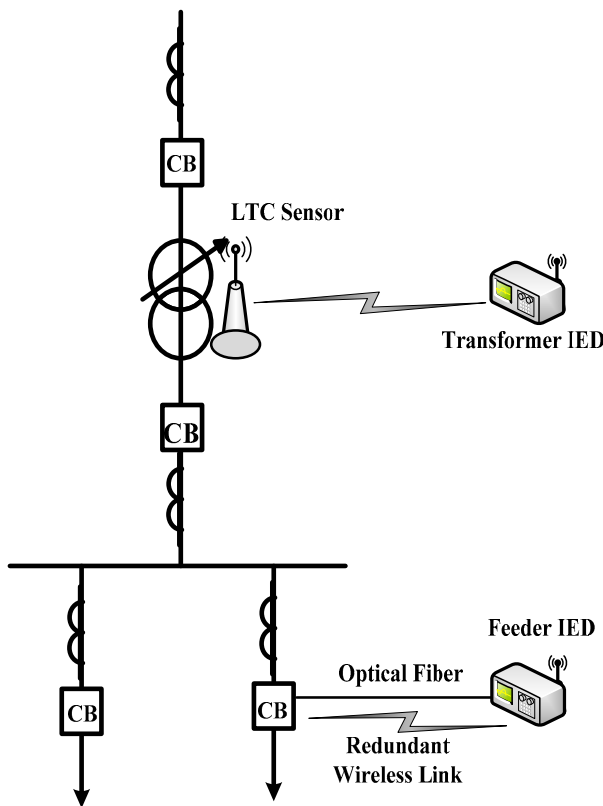 CB
LTC Sensor
Transformer IED
CB
Feeder IED
Optical Fiber
CB
CB
Redundant
Wireless Link